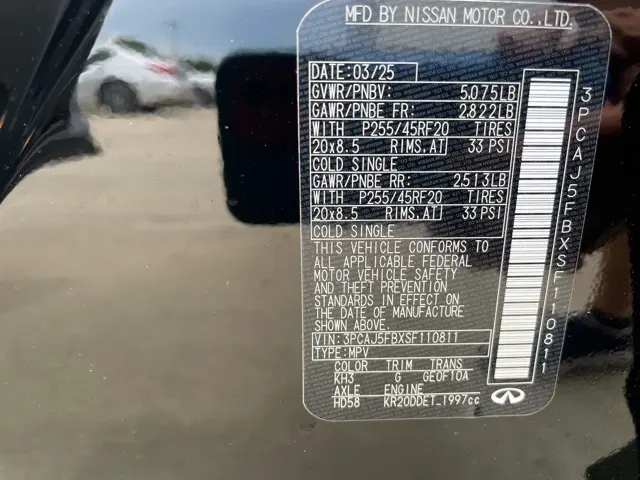 MFD BY NISSAN MOTOR CO.,LTD.
DATE: 03/25
GVWR/PNBV: 5,075LB
GAWR/PNBE FR: 2,822LB
WITH P255/45RF20 TIRES
20x8.5 RIMS,AT 33 PSI
COLD SINGLE
GAWR/PNBE RR: 2,513LB
WITH P255/45RF20 TIRES
20x8.5 RIMS,AT 33 PSI
COLD SINGLE
THIS VEHICLE CONFORMS TO
ALL APPLICABLE FEDERAL
MOTOR VEHICLE SAFETY
AND THEFT PREVENTION
STANDARDS IN EFFECT ON
THE DATE OF MANUFACTURE
SHOWN ABOVE.
VIN: 3PCAJ5FBXSF110811
TYPE: MPV
COLOR TRIM TRANS
KH3 G GE0F10A
AXLE ENGINE
HD58 KR20DDET 1997cc
3PCAJ5FBXSF110811